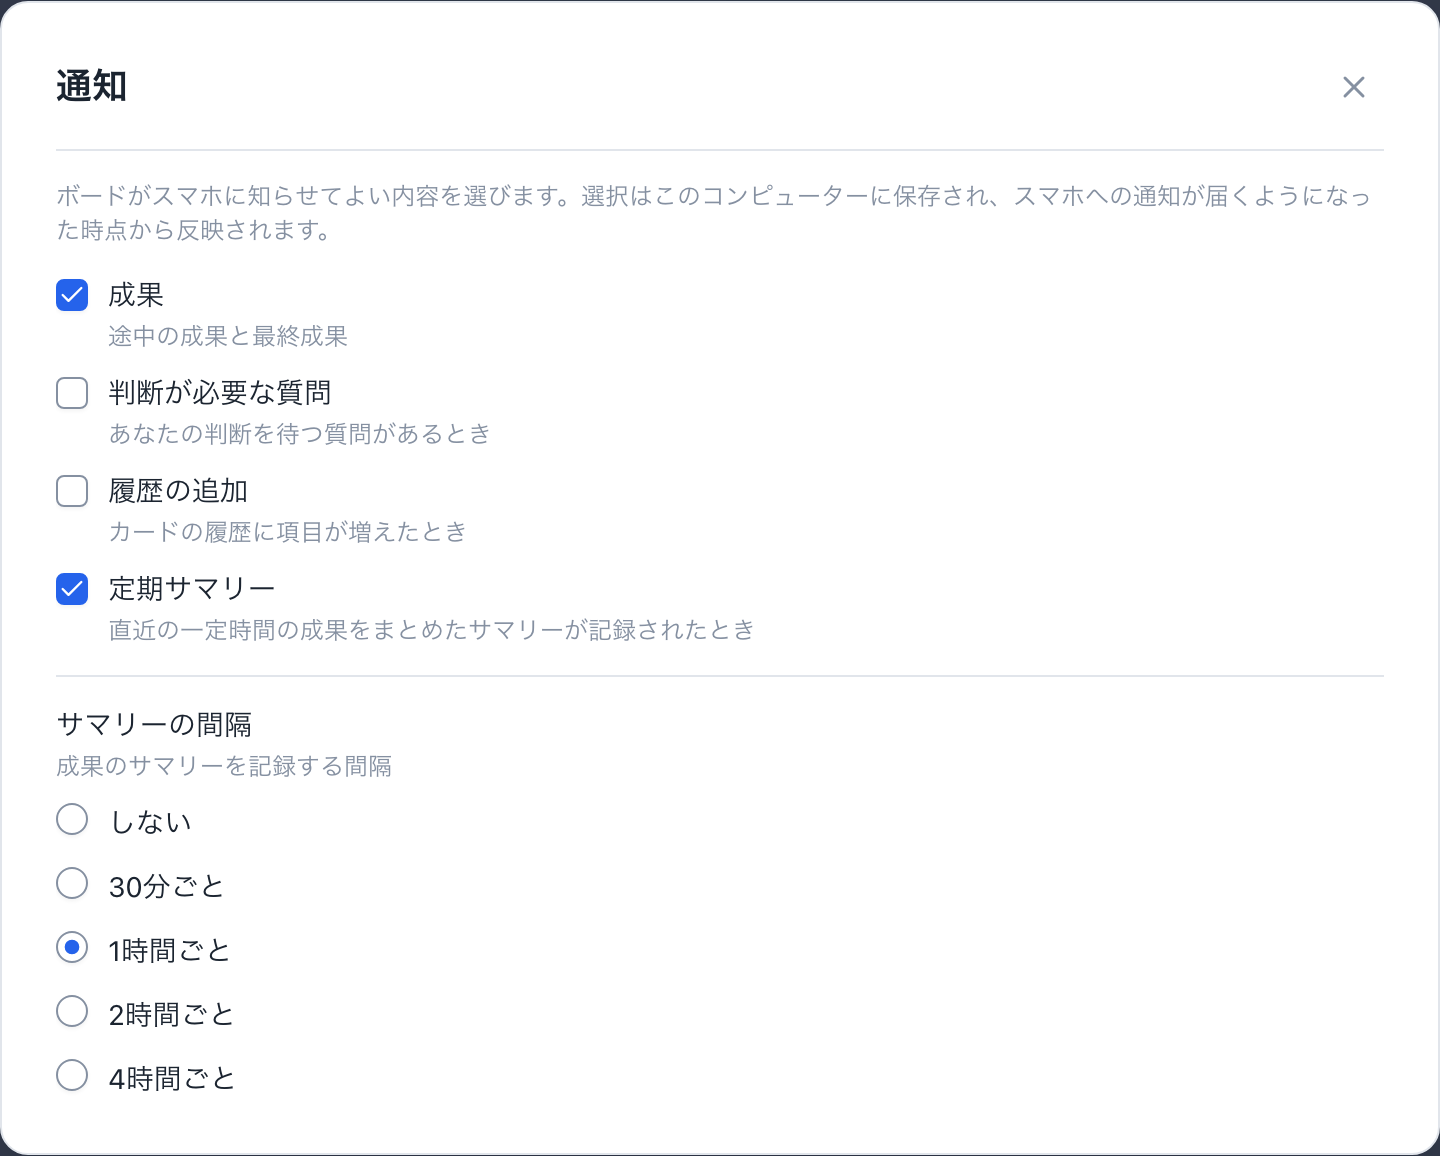 通知
ボードがスマホに知らせてよい内容を選びます。選択はこのコンピューターに保存され、スマホへの通知が届くようになっ
た時点から反映されます。
成果
途中の成果と最終成果
判断が必要な質問
あなたの判断を待つ質問があるとき
履歴の追加
カードの履歴に項目が増えたとき
定期サマリー
直近の一定時間の成果をまとめたサマリーが記録されたとき
サマリーの間隔
成果のサマリーを記録する間隔
しない
30分ごと
1時間ごと
2時間ごと
4時間ごと